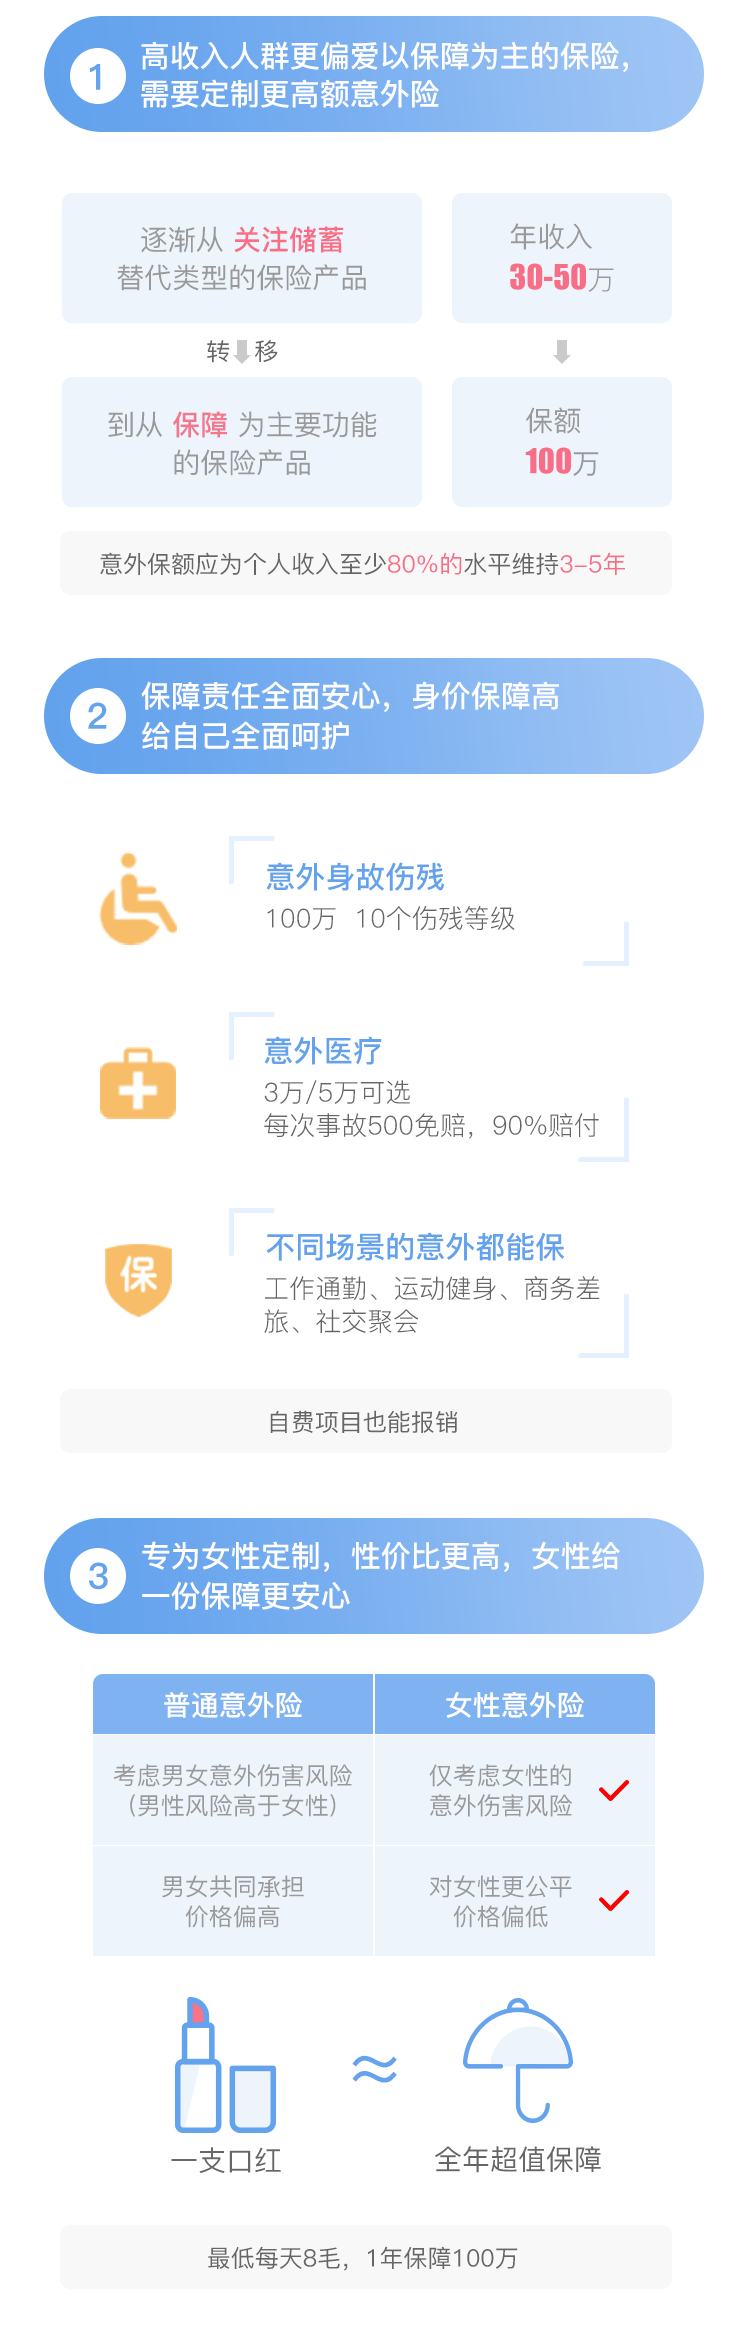 1
高收入人群更偏爱以保障为主的保险，
需要定制更高额意外险
逐渐从 关注储蓄
替代类型的保险产品
年收入
30-50万
转 移
到从 保障 为主要功能
的保险产品
保额
100万
意外保额应为个人收入至少80%的水平维持3-5年
2
保障责任全面安心，身价保障高
给自己全面呵护
意外身故伤残
100万 10个伤残等级
意外医疗
3万/5万可选
每次事故500免赔，90%赔付
保
不同场景的意外都能保
工作通勤、运动健身、商务差
旅、社交聚会
自费项目也能报销
3
专为女性定制，性价比更高，女性给
一份保障更安心
普通意外险
女性意外险
考虑男女意外伤害风险
（男性风险高于女性）
仅考虑女性的
意外伤害风险
男女共同承担
价格偏高
对女性更公平
价格偏低
≈
一支口红
全年超值保障
最低每天8毛，1年保障100万